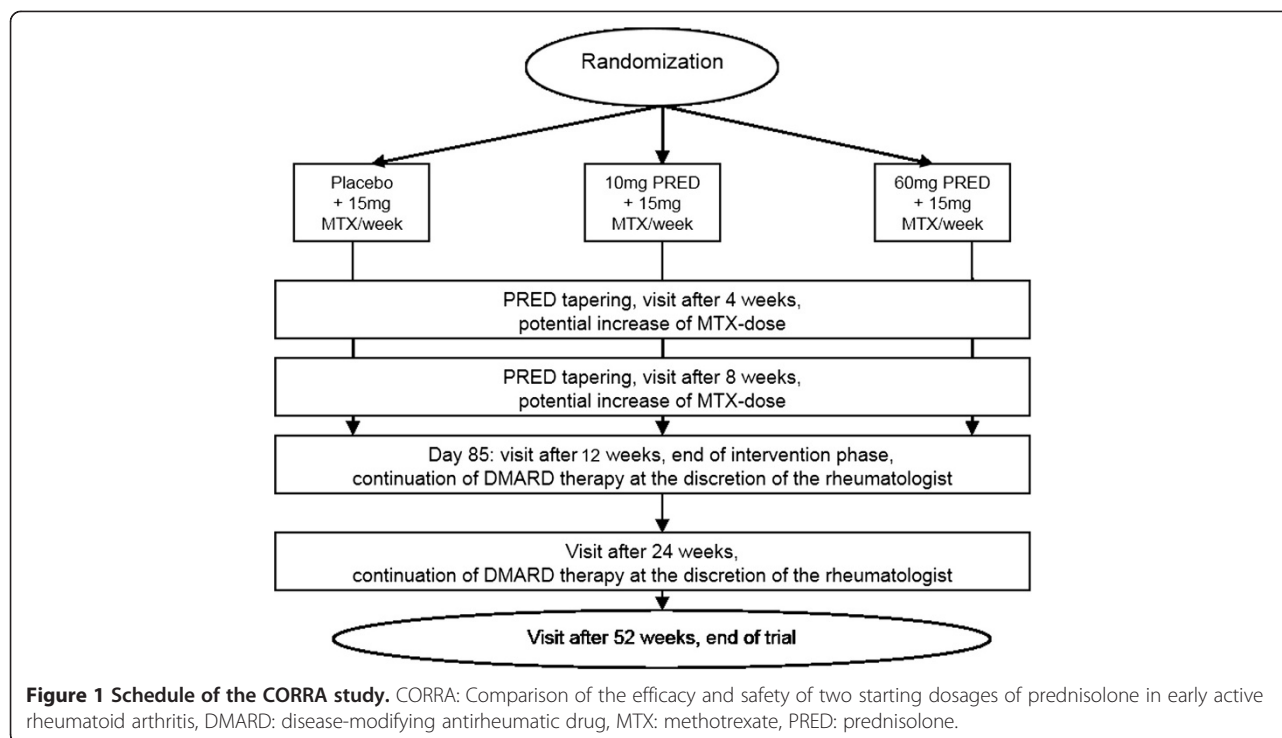 Randomization
Placebo
+ 15mg
MTX/week
10mg PRED
+ 15mg
MTX/week
60mg PRED
+ 15mg
MTX/week
PRED tapering, visit after 4 weeks,
potential increase of MTX-dose
PRED tapering, visit after 8 weeks,
potential increase of MTX-dose
Day 85: visit after 12 weeks, end of intervention phase,
continuation of DMARD therapy at the discretion of the rheumatologist
Visit after 24 weeks,
continuation of DMARD therapy at the discretion of the rheumatologist
Visit after 52 weeks, end of trial
Figure 1 Schedule of the CORRA study. CORRA: Comparison of the efficacy and safety of two starting dosages of prednisolone in early active
rheumatoid arthritis, DMARD: disease-modifying antirheumatic drug, MTX: methotrexate, PRED: prednisolone.